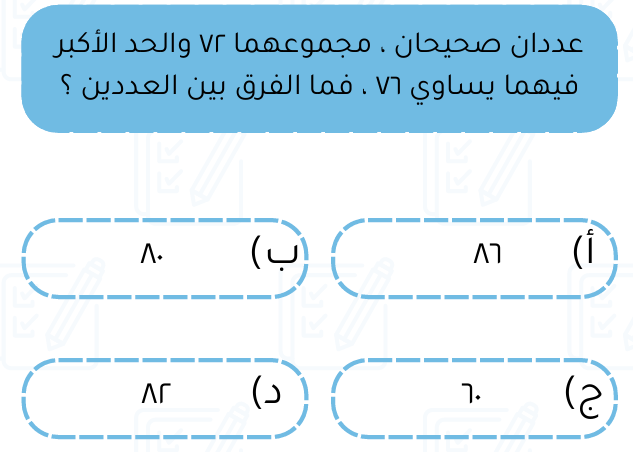 عددان صحيحان ، مجموعهما ٧٢ والحد الأكبر
فيهما يساوي ٧٦ ، فما الفرق بين العددين ؟
أ) ٨٦
ب) ٨٠
ج) ٦٠
د) ٨٢